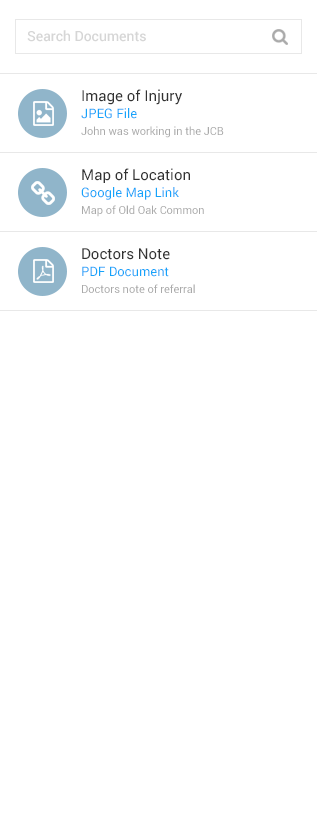 Search Documents
Image of Injury
JPEG File
John was working in the JCB
Map of Location
Google Map Link
Map of Old Oak Common
Doctors Note
PDF Document
Doctors note of referral